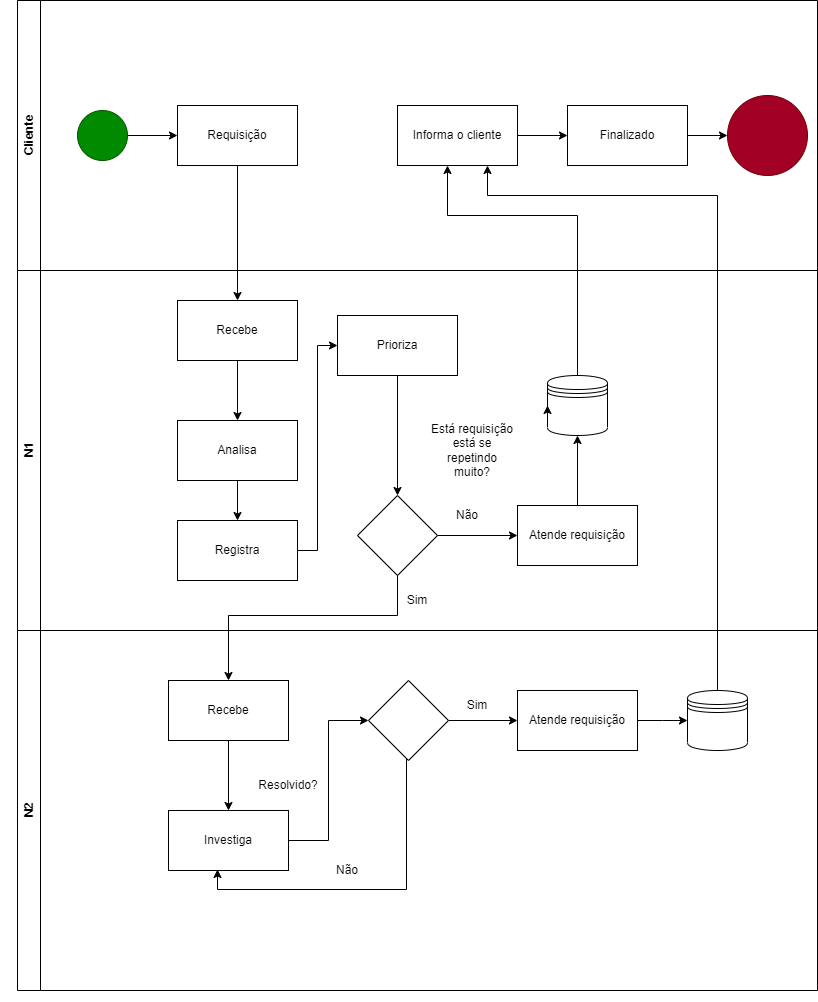 Cliente
Requisição
Informa o cliente
Finalizado
N1
Recebe
Prioriza
Analisa
Está requisição
está se
repetindo
muito?
Registra
Não
Atende requisição
Sim
N2
Recebe
Sim
Atende requisição
Resolvido?
Investiga
Não